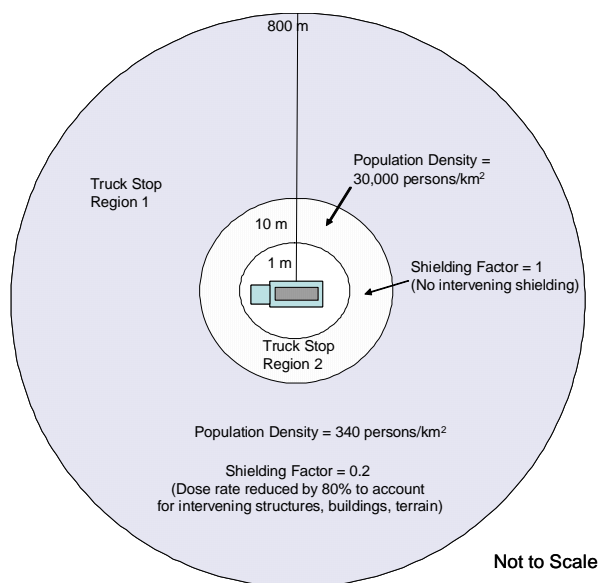 800 m
Population Density =
30,000 persons/km²
Truck Stop
Region 1
10 m
1 m
Shielding Factor = 1
(No intervening shielding)
Truck Stop
Region 2
Population Density = 340 persons/km²
Shielding Factor = 0.2
(Dose rate reduced by 80% to account
for intervening structures, buildings, terrain)
Not to Scale